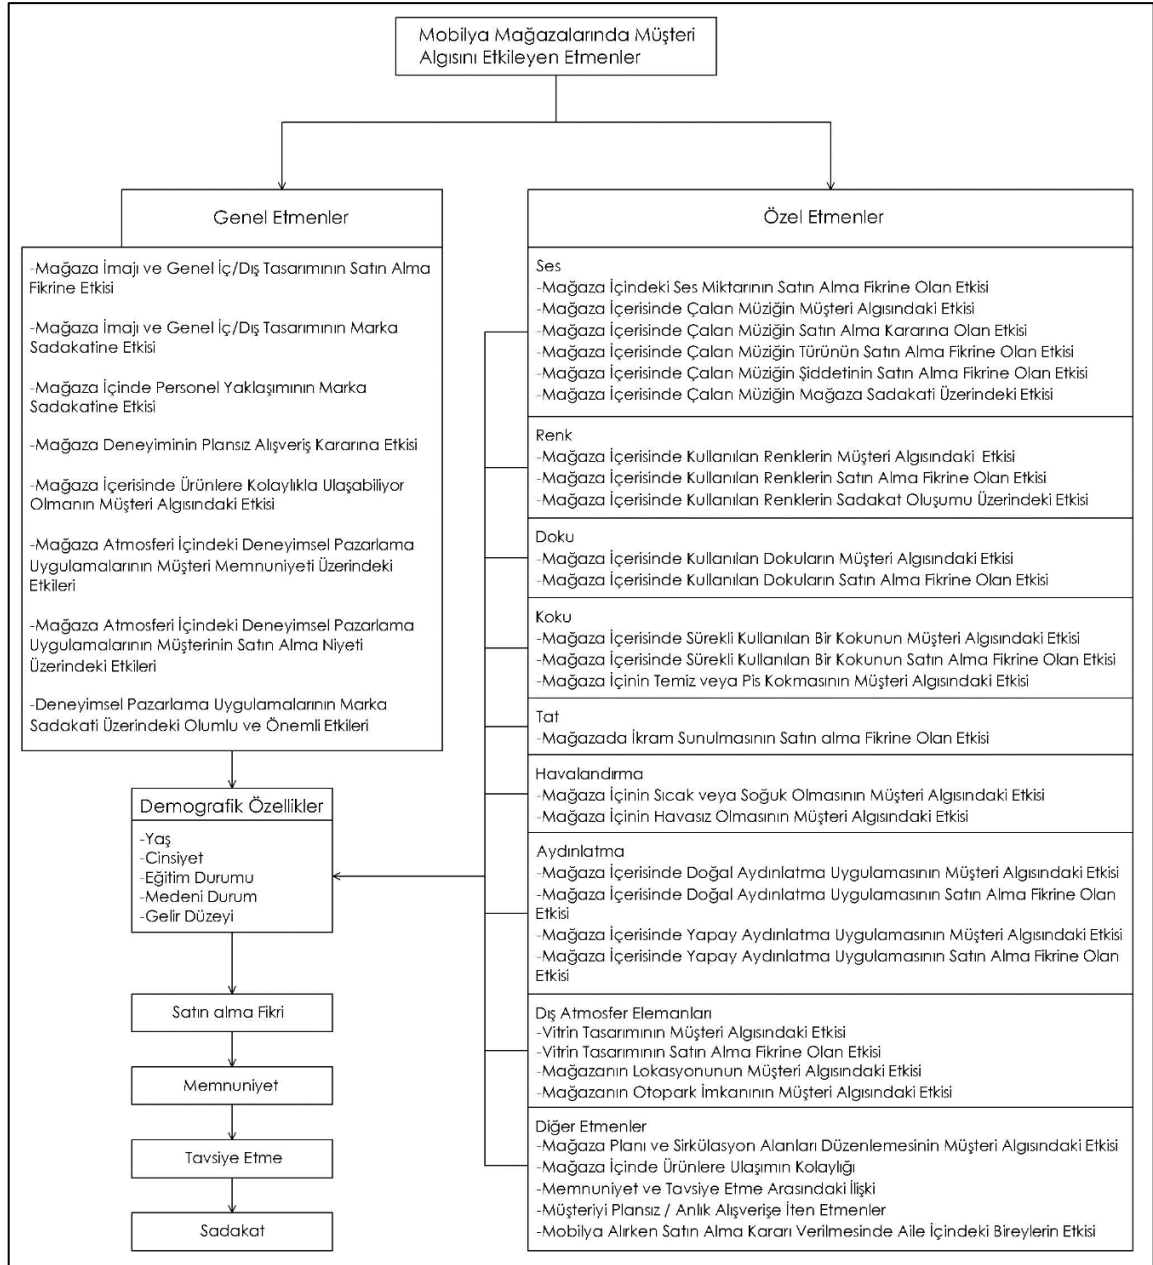 Mobilya Mağazalarında Müşteri
Algısını Etkileyen Etmenler
Genel Etmenler
-Mağaza İmajı ve Genel İç/Dış Tasarımının Satın Alma
Fikrine Etkisi
-Mağaza İmajı ve Genel İç/Dış Tasarımının Marka
Sadakatine Etkisi
-Mağaza İçinde Personel Yaklaşımının Marka
Sadakatine Etkisi
-Mağaza Deneyiminin Plansız Alışveriş Kararına Etkisi
-Mağaza İçerisinde Ürünlere Kolaylıkla Ulaşabiliyor
Olmanın Müşteri Algısındaki Etkisi
-Mağaza Atmosferi İçindeki Deneyimsel Pazarlama
Uygulamalarının Müşteri Memnuniyeti Üzerindeki
Etkileri
-Mağaza Atmosferi İçindeki Deneyimsel Pazarlama
Uygulamalarının Müşterinin Satın Alma Niyeti
Üzerindeki Etkileri
-Deneyimsel Pazarlama Uygulamalarının Marka
Sadakati Üzerindeki Olumlu ve Önemli Etkileri
Demografik Özellikler
-Yaş
-Cinsiyet
-Eğitim Durumu
-Medeni Durum
-Gelir Düzeyi
Satın alma Fikri
Memnuniyet
Tavsiye Etme
Sadakat
Özel Etmenler
Ses
-Mağaza İçindeki Ses Miktarının Satın Alma Fikrine Olan Etkisi
-Mağaza İçerisinde Çalan Müziğin Müşteri Algısındaki Etkisi
-Mağaza İçerisinde Çalan Müziğin Satın Alma Kararına Olan Etkisi
-Mağaza İçerisinde Çalan Müziğin Türünün Satın Alma Fikrine Olan Etkisi
-Mağaza İçerisinde Çalan Müziğin Şiddetinin Satın Alma Fikrine Olan Etkisi
-Mağaza İçerisinde Çalan Müziğin Mağaza Sadakati Üzerindeki Etkisi
Renk
-Mağaza İçerisinde Kullanılan Renklerin Müşteri Algısındaki Etkisi
-Mağaza İçerisinde Kullanılan Renklerin Satın Alma Fikrine Olan Etkisi
-Mağaza İçerisinde Kullanılan Renklerin Sadakat Oluşumu Üzerindeki Etkisi
Doku
-Mağaza İçerisinde Kullanılan Dokuların Müşteri Algısındaki Etkisi
-Mağaza İçerisinde Kullanılan Dokuların Satın Alma Fikrine Olan Etkisi
Koku
-Mağaza İçerisinde Sürekli Kullanılan Bir Kokunun Müşteri Algısındaki Etkisi
-Mağaza İçerisinde Sürekli Kullanılan Bir Kokunun Satın Alma Fikrine Olan Etkisi
-Mağaza İçinin Temiz veya Pis Kokmasının Müşteri Algısındaki Etkisi
Tat
-Mağazada İkram Sunulmasının Satın alma Fikrine Olan Etkisi
Havalandırma
-Mağaza İçinin Sıcak veya Soğuk Olmasının Müşteri Algısındaki Etkisi
-Mağaza İçinin Havasız Olmasının Müşteri Algısındaki Etkisi
Aydınlatma
-Mağaza İçerisinde Doğal Aydınlatma Uygulamasının Müşteri Algısındaki Etkisi
-Mağaza İçerisinde Doğal Aydınlatma Uygulamasının Satın Alma Fikrine Olan
Etkisi
-Mağaza İçerisinde Yapay Aydınlatma Uygulamasının Müşteri Algısındaki Etkisi
-Mağaza İçerisinde Yapay Aydınlatma Uygulamasının Satın Alma Fikrine Olan
Etkisi
Dış Atmosfer Elemanları
-Vitrin Tasarımının Müşteri Algısındaki Etkisi
-Vitrin Tasarımının Satın Alma Fikrine Olan Etkisi
-Mağazanın Lokasyonunun Müşteri Algısındaki Etkisi
-Mağazanın Otopark İmkanının Müşteri Algısındaki Etkisi
Diğer Etmenler
-Mağaza Planı ve Sirkülasyon Alanları Düzenlemesinin Müşteri Algısındaki Etkisi
-Mağaza İçinde Ürünlere Ulaşımın Kolaylığı
-Memnuniyet ve Tavsiye Etme Arasındaki İlişki
-Müşteriyi Plansız / Anlık Alışverişe İten Etmenler
-Mobilya Alırken Satın Alma Kararı Verilmesinde Aile İçindeki Bireylerin Etkisi